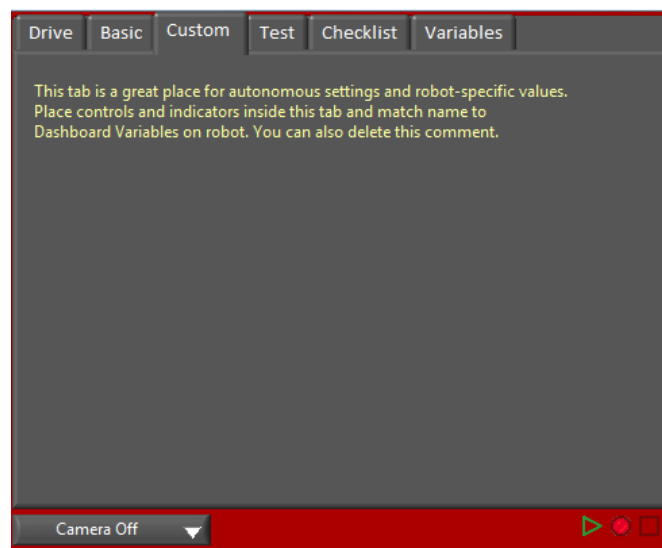 Drive Basic Custom Test Checklist Variables
This tab is a great place for autonomous settings and robot-specific values.
Place controls and indicators inside this tab and match name to
Dashboard Variables on robot. You can also delete this comment.
Camera Off